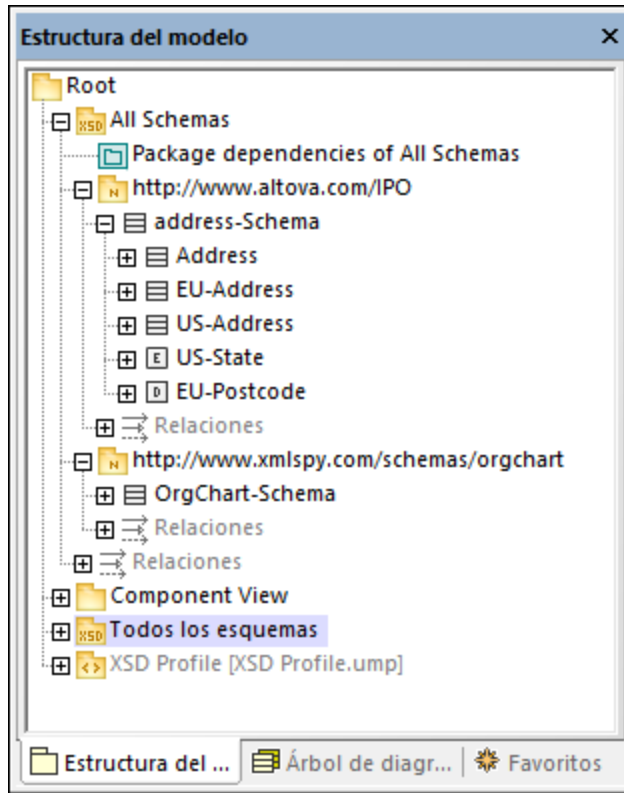 Estructura del modelo
Root
All Schemas
Package dependencies of All Schemas
http://www.altova.com/IPO
address-Schema
Address
EU-Address
US-Address
US-State
EU-Postcode
Relaciones
http://www.xmlspy.com/schemas/orgchart
OrgChart-Schema
Relaciones
Relaciones
Component View
Todos los esquemas
XSD Profile [XSD Profile.ump]
Estructura del ... Árbol de diagr... Favoritos